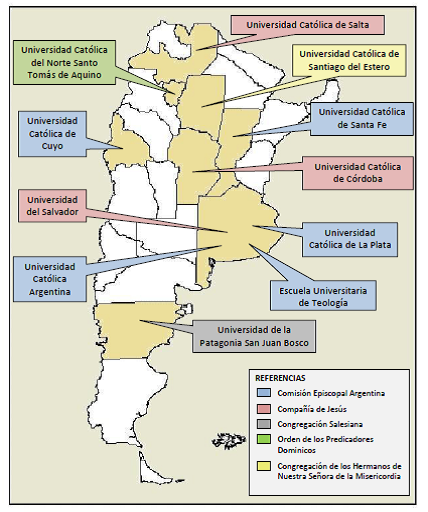 Universidad Católica de Salta
Universidad Católica
del Norte Santo
Tomás de Aquino
Universidad Católica de
Santiago del Estero
Universidad
Católica de
Cuyo
Universidad Católica
de Santa Fe
Universidad Católica
de Córdoba
Universidad
del Salvador
Universidad
Católica de La Plata
Universidad
Católica
Argentina
Escuela Universitaria
de Teología
Universidad de la
Patagonia San Juan Bosco
REFERENCIAS
Comisión Episcopal Argentina
Compañía de Jesús
Congregación Salesiana
Orden de los Predicadores
Dominicos
Congregación de los Hermanos de
Nuestra Señora de la Misericordia